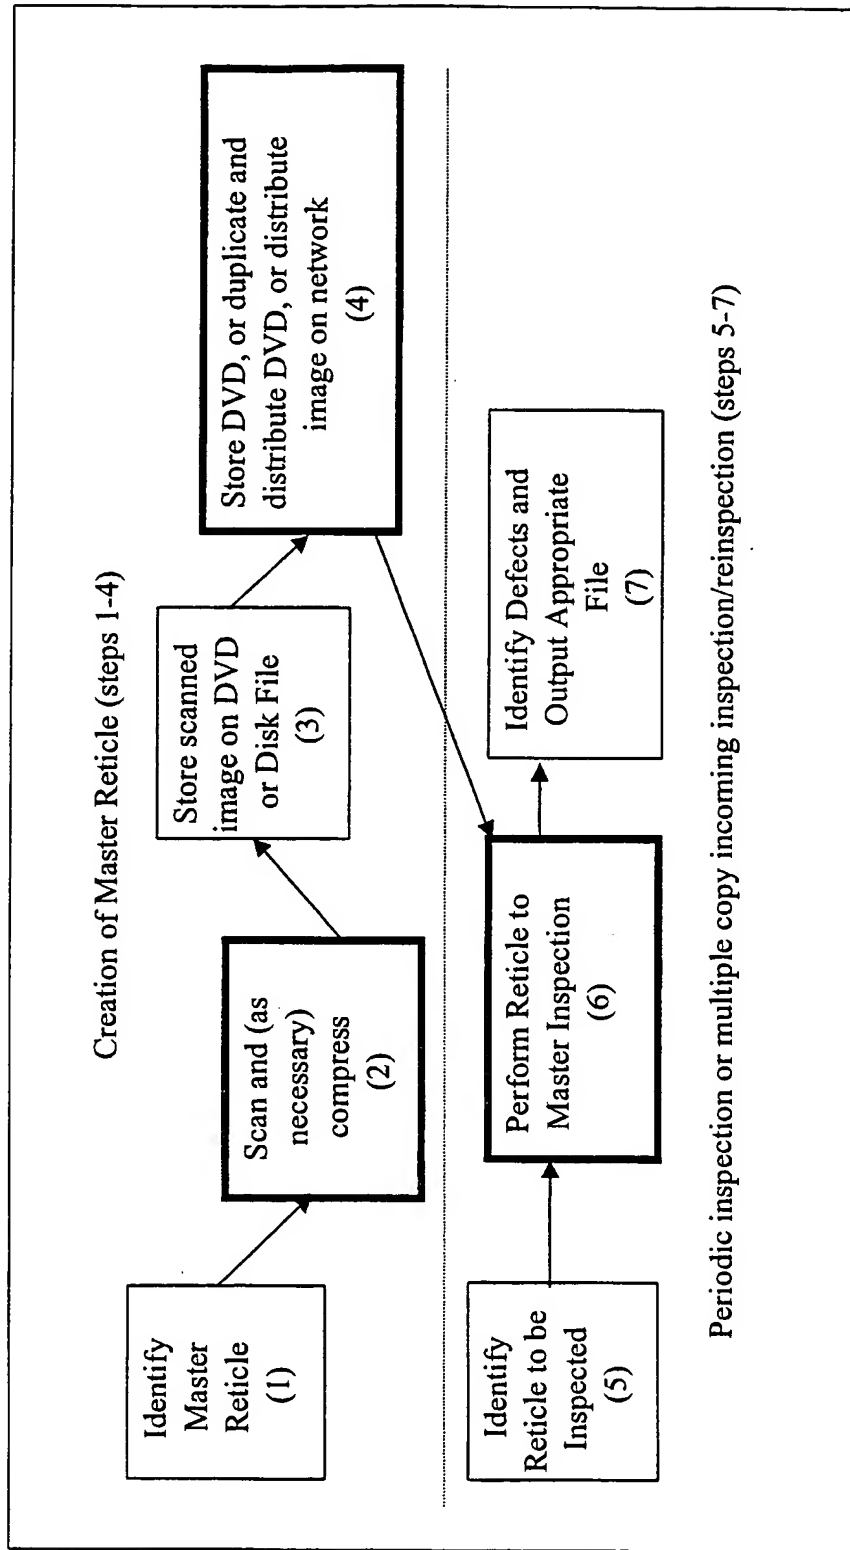 Creation of Master Reticle (steps 1-4)
Identify
Master
Reticle
(1)
Scan and (as
necessary)
compress
(2)
Store scanned
image on DVD
or Disk File
(3)
Store DVD, or duplicate and
distribute DVD, or distribute
image on network
(4)
Identify
Reticle to be
Inspected
(5)
Perform Reticle to
Master Inspection
(6)
Identify Defects and
Output Appropriate
File
(7)
Periodic inspection or multiple copy incoming inspection/reinspection (steps 5-7)